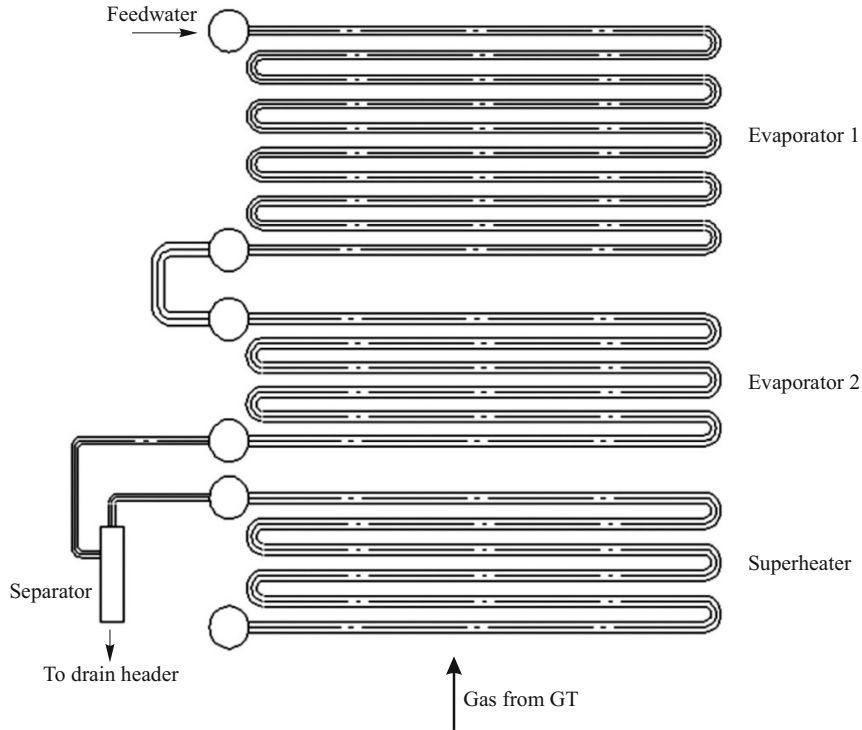 Feedwater
Evaporator 1
Evaporator 2
Superheater
Separator
To drain header
Gas from GT